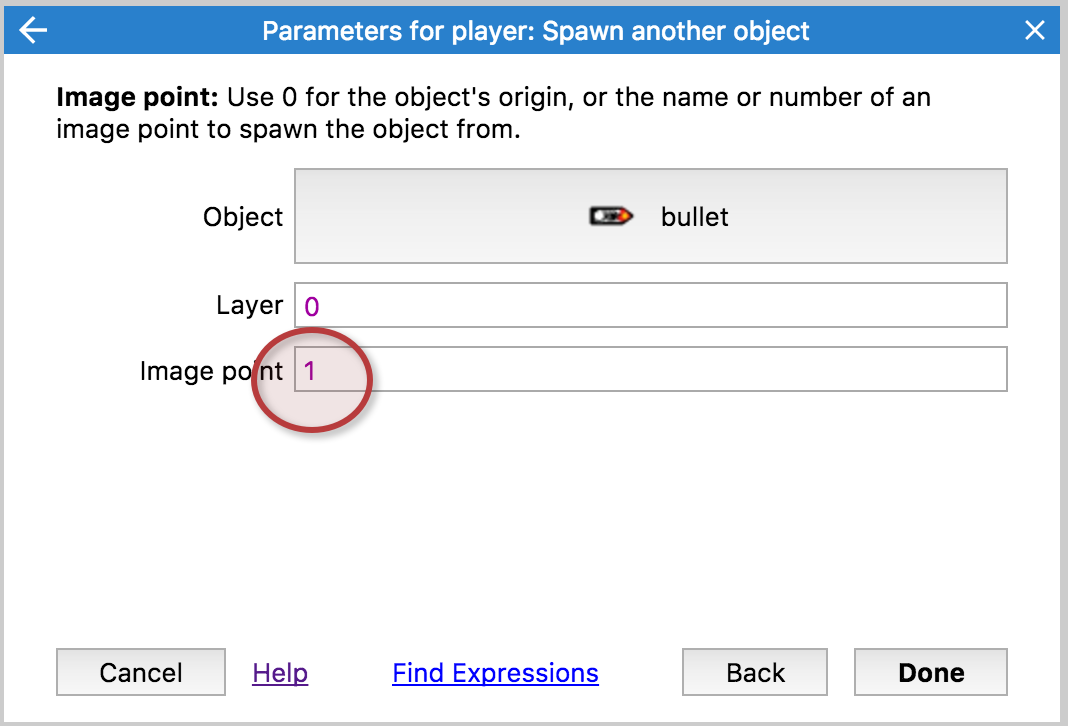 Parameters for player: Spawn another object
Image point: Use 0 for the object's origin, or the name or number of an
image point to spawn the object from.
Object bullet
Layer 0
Image point 1
Cancel Help Find Expressions Back Done